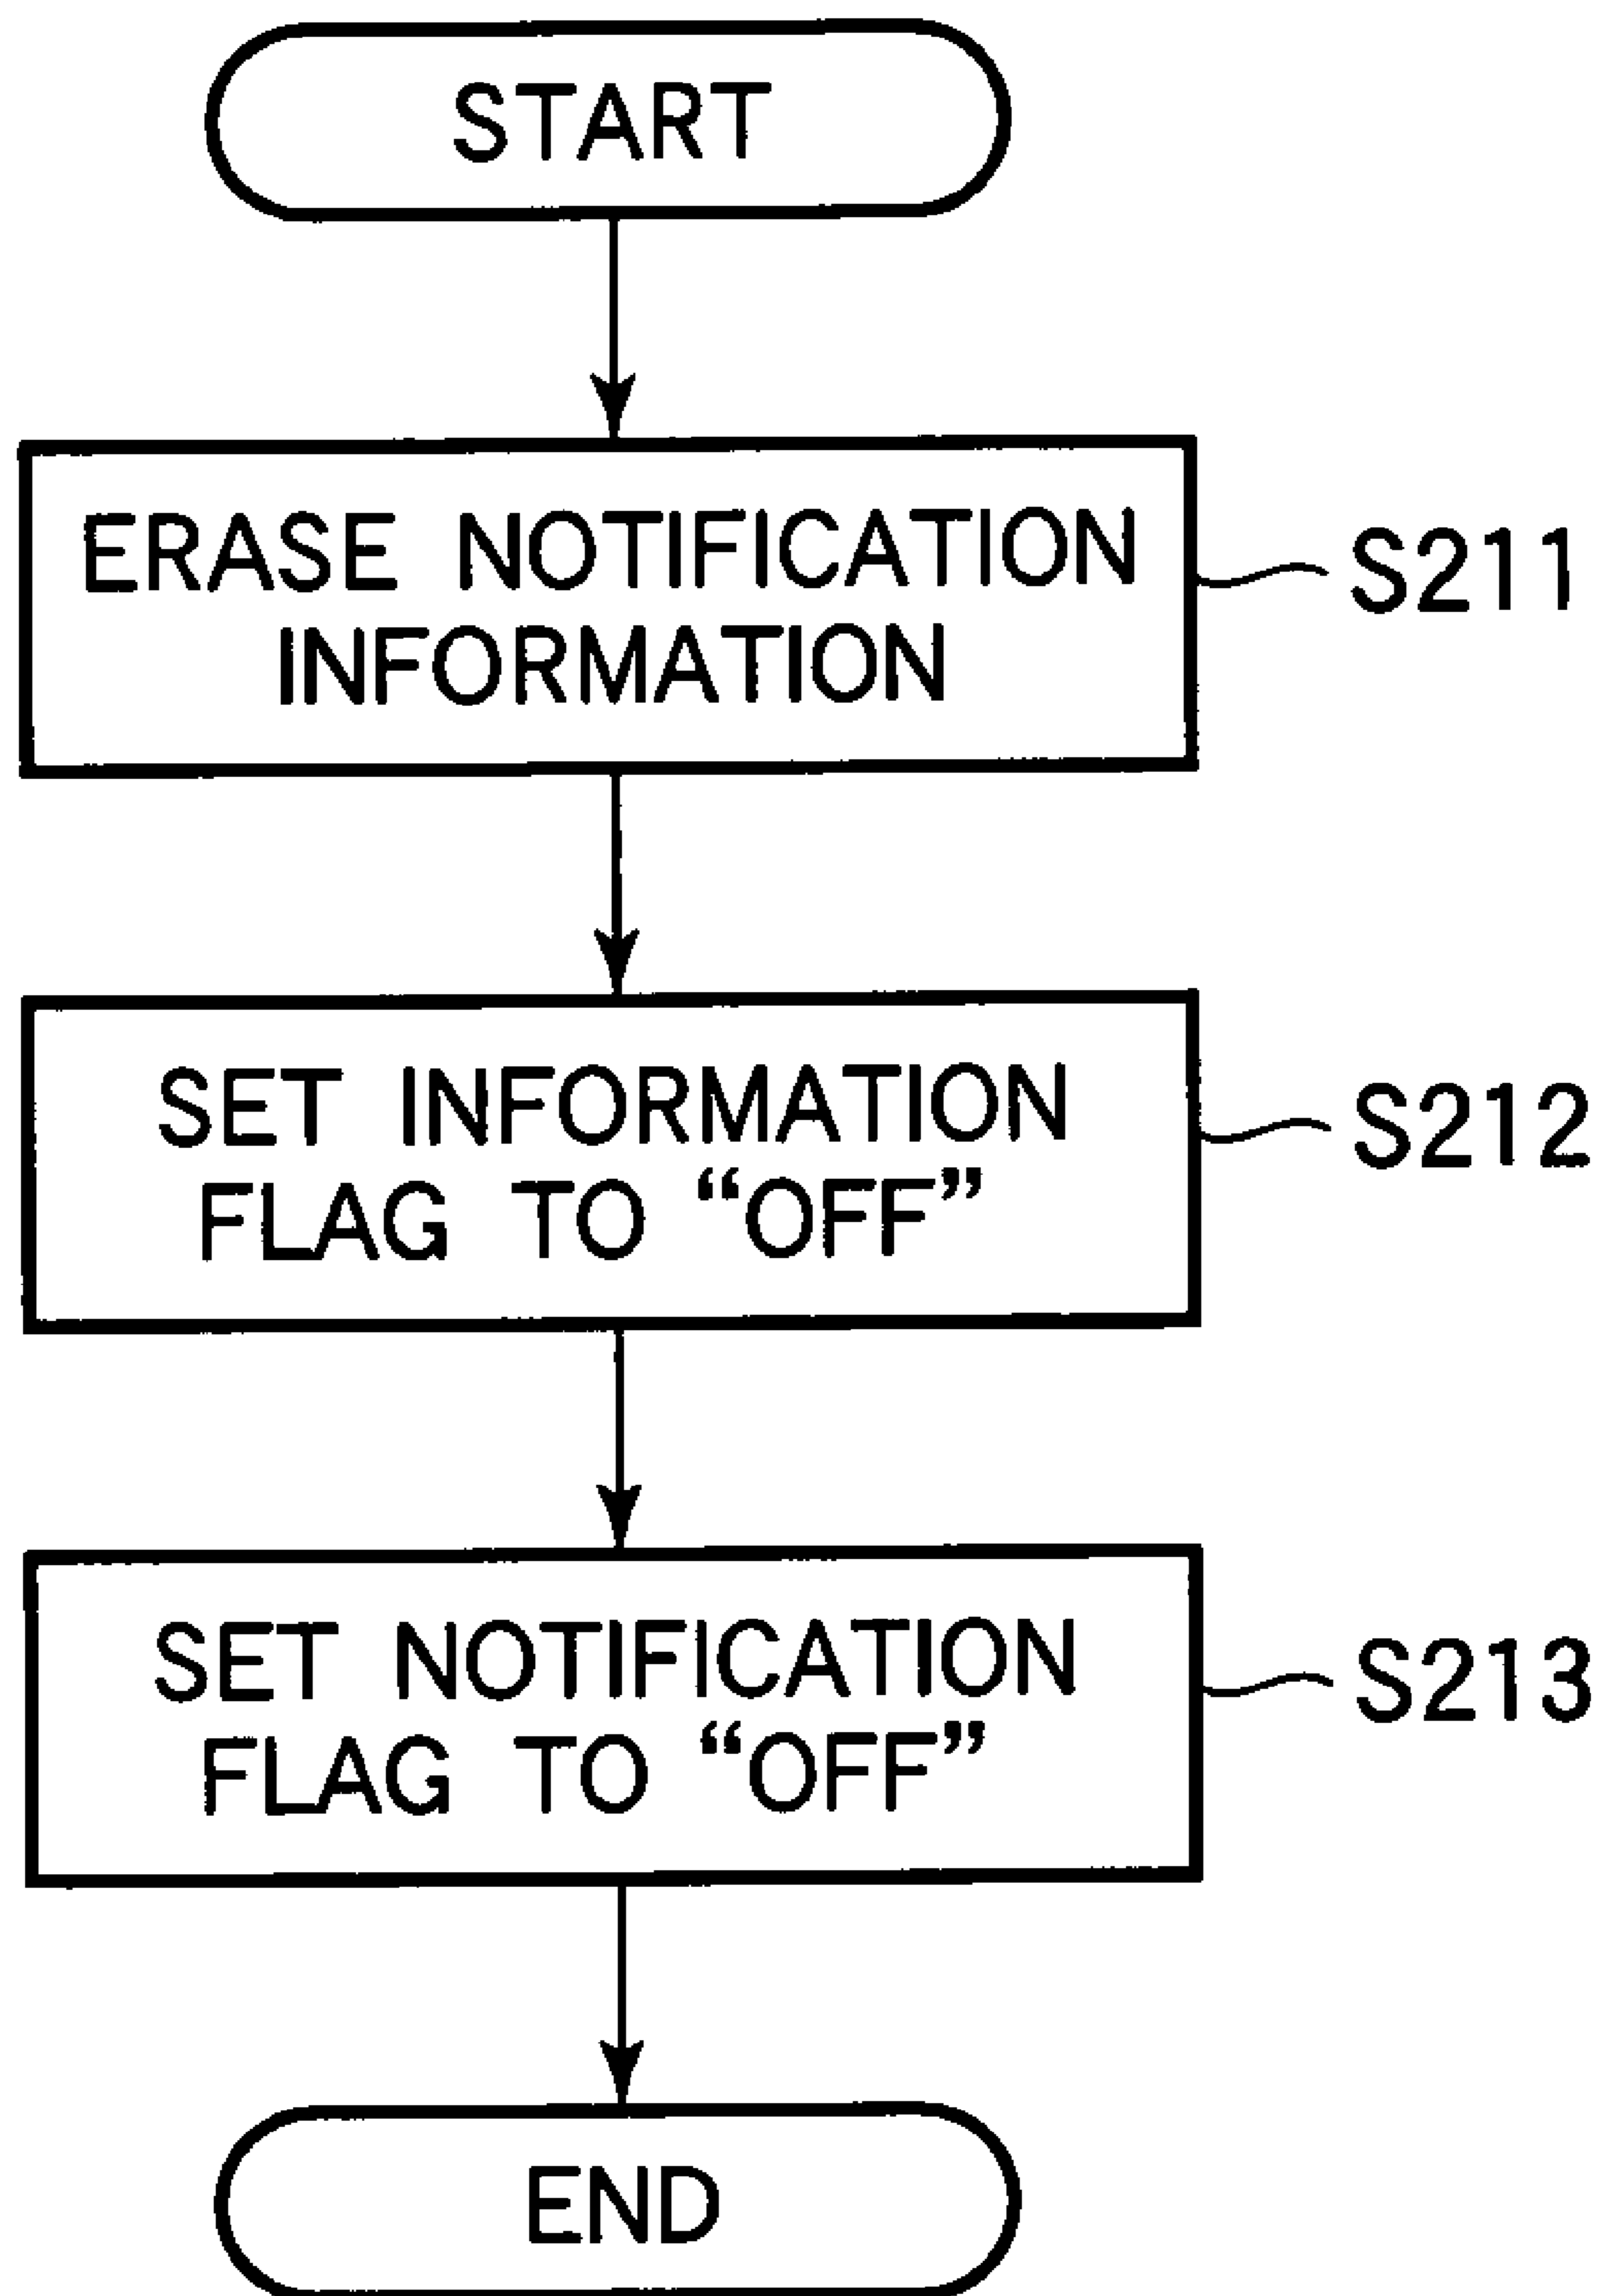 START
ERASE NOTIFICATION
INFORMATION
S211
SET INFORMATION
FLAG TO “OFF”
S212
SET NOTIFICATION
FLAG TO “OFF”
S213
END